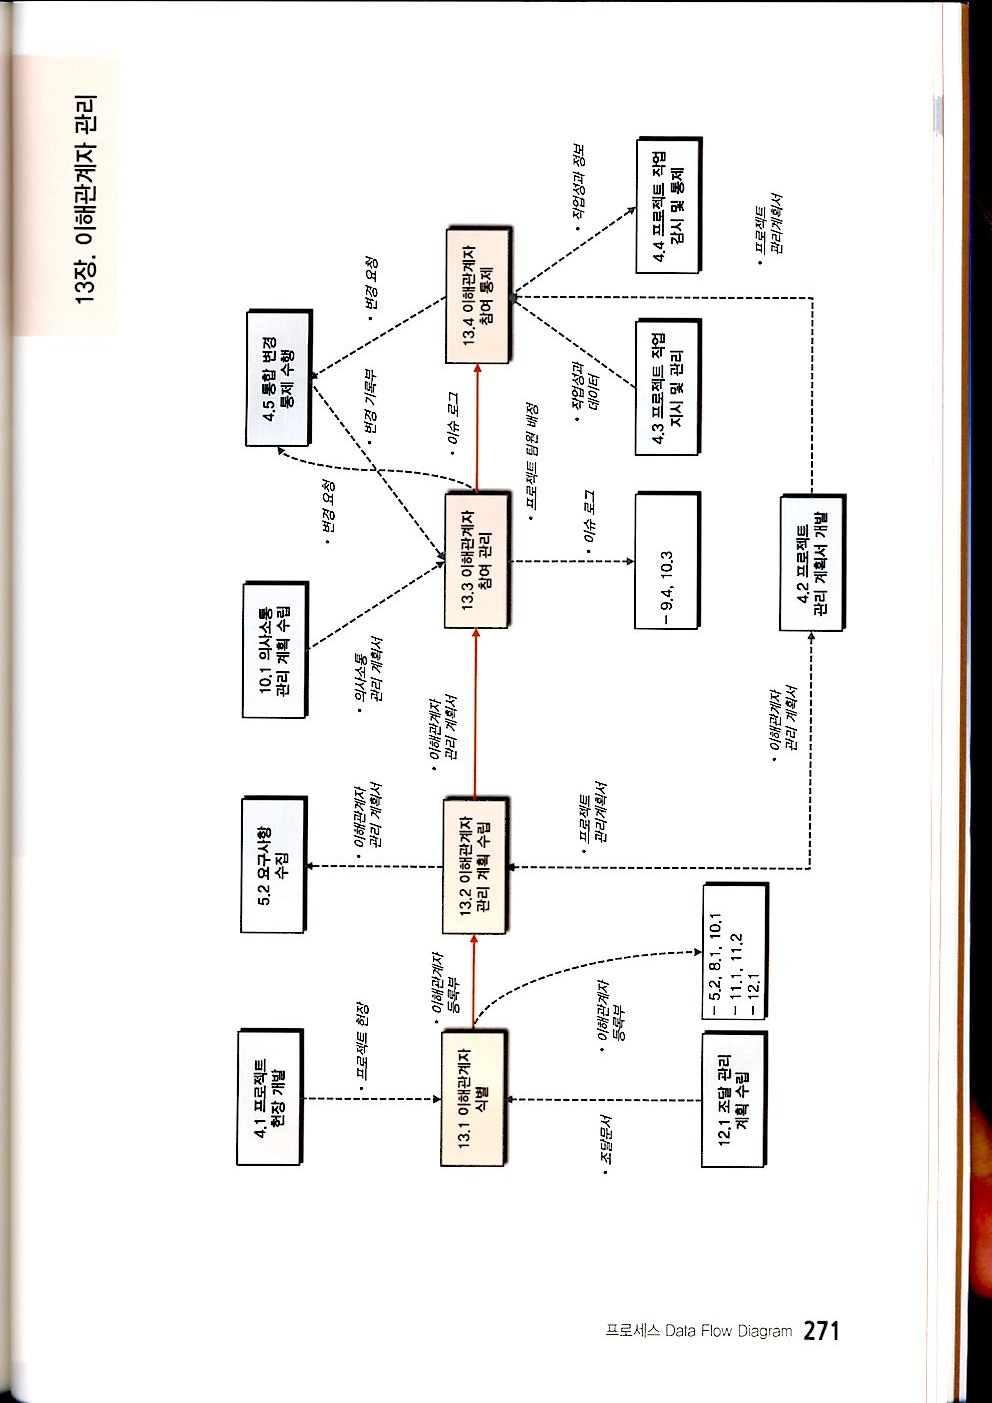 13장. 이해관계자 관리
4.1 프로젝트
헌장 개발
5.2 요구사항
수집
10.1 의사소통
관리 계획 수립
4.5 통합 변경
통제 수행
• 프로젝트 헌장
• 이해관계자
관리 계획서
• 의사소통
관리 계획서
• 변경 요청
• 변경 기록부
• 변경 요청
13.1 이해관계자
식별
• 이해관계자
등록부
13.2 이해관계자
관리 계획 수립
• 이해관계자
관리 계획서
13.3 이해관계자
참여 관리
• 이슈 로그
13.4 이해관계자
참여 통제
• 조달문서
• 이해관계자
등록부
• 프로젝트
관리계획서
• 프로젝트 팀원 배정
• 이슈 로그
• 작업성과
데이터
• 작업성과 정보
12.1 조달 관리
계획 수립
– 5.2, 8.1, 10.1
– 11.1, 11.2
– 12.1
– 9.4, 10.3
4.3 프로젝트 작업
지시 및 관리
4.4 프로젝트 작업
감시 및 통제
• 이해관계자
관리 계획서
4.2 프로젝트
관리 계획서 개발
• 프로젝트
관리계획서
프로세스 Data Flow Diagram 271